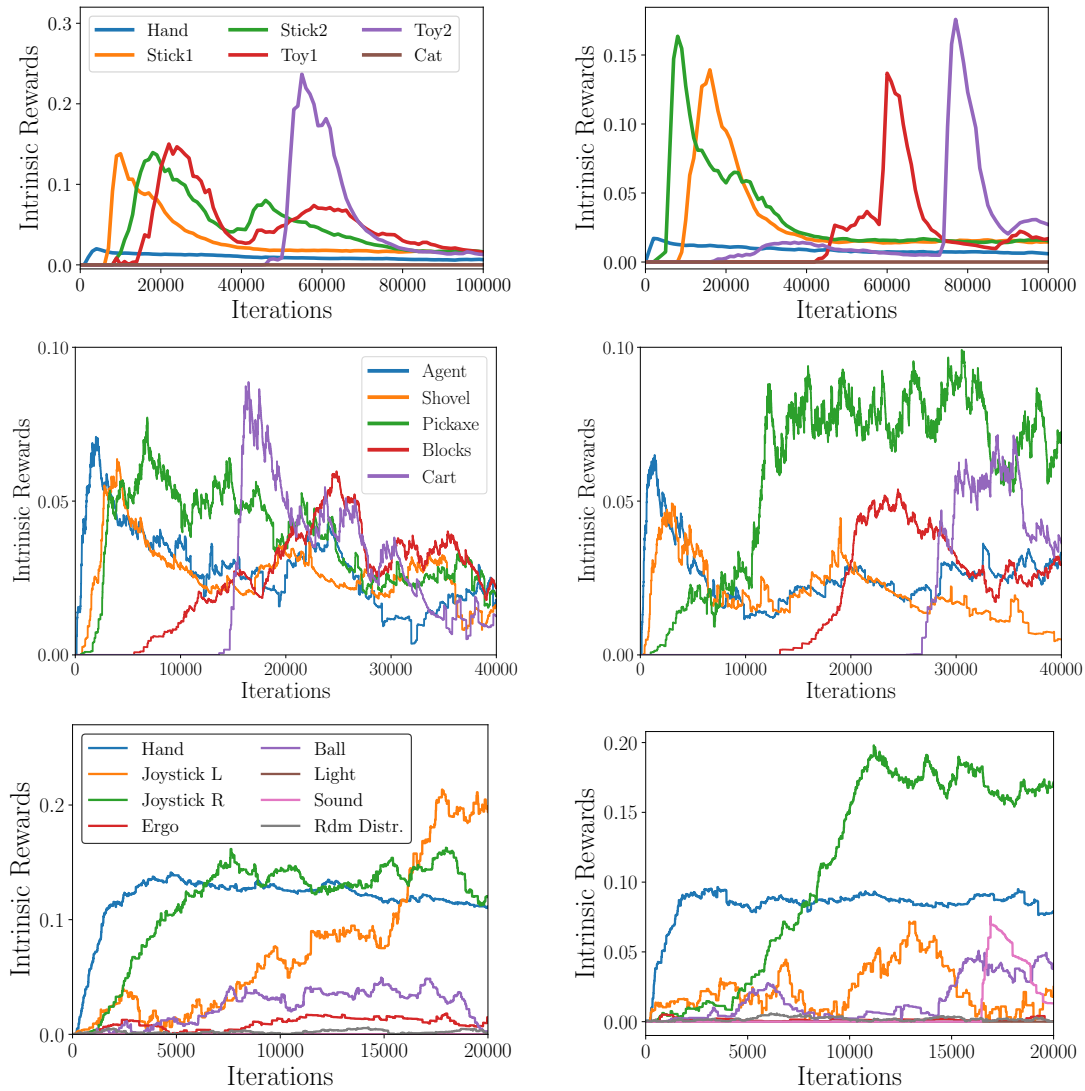 0.3
0.2
0.1
0.0
Intrinsic Rewards
Hand
Stick1
Stick2
Toy1
Toy2
Cat
0
20000
40000
60000
80000
100000
Iterations
0.15
0.10
0.05
0.00
Intrinsic Rewards
0
20000
40000
60000
80000
100000
Iterations
0.10
0.05
0.00
Intrinsic Rewards
Agent
Shovel
Pickaxe
Blocks
Cart
0
10000
20000
30000
40000
Iterations
0.10
0.05
0.00
Intrinsic Rewards
0
10000
20000
30000
40000
Iterations
0.2
0.1
0.0
Intrinsic Rewards
Hand
Joystick L
Joystick R
Ergo
Ball
Light
Sound
Rdm Distr.
0
5000
10000
15000
20000
Iterations
0.20
0.15
0.10
0.05
0.00
Intrinsic Rewards
0
5000
10000
15000
20000
Iterations